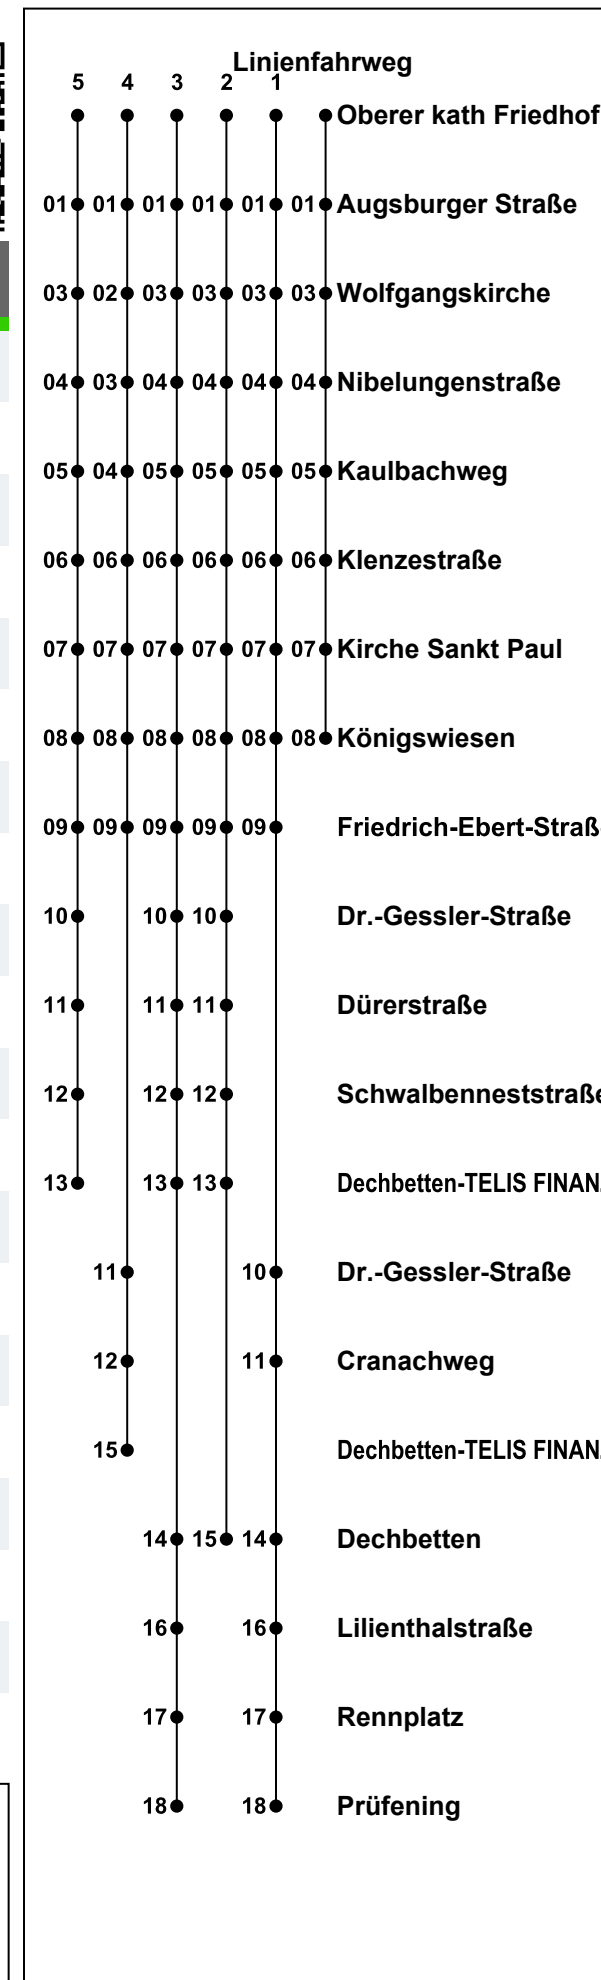 Linienfahrweg
5 4 3 2 1
Oberer kath Friedhof
01 01 01 01 01 01 Augsburger Straße
03 02 03 03 03 03 Wolfgangskirche
04 03 04 04 04 04 Nibelungenstraße
05 04 05 05 05 05 Kaulbachweg
06 06 06 06 06 06 Klenzestraße
07 07 07 07 07 07 Kirche Sankt Paul
08 08 08 08 08 08 Königswiesen
09 09 09 09 09 Friedrich-Ebert-Straß
10 10 10 Dr.-Gessler-Straße
11 11 11 Dürerstraße
12 12 12 Schwalbenneststraße
13 13 13 Dechbetten-TELIS FINAN
11 10 Dr.-Gessler-Straße
12 11 Cranachweg
15 Dechbetten-TELIS FINAN
14 15 14 Dechbetten
16 16 Lilienthalstraße
17 17 Rennplatz
18 18 Prüfening